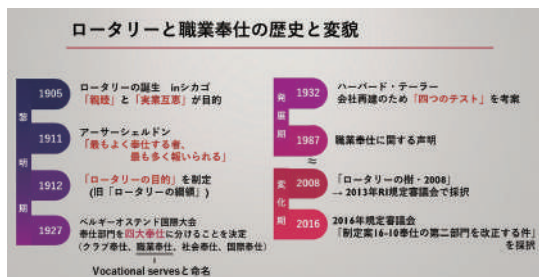 ロータリーと職業奉仕の歴史と変貌
黎明期
1905
ロータリーの誕生 inシカゴ
「親睦」と「実業互恵」が目的
1911
アーサーシェルドン
「最もよく奉仕する者、
最も多く報いられる」
1912
「ロータリーの目的」を制定
(旧「ロータリーの綱領」)
1927
ベルギーオステンド国際大会
奉仕部門を四大奉仕に分けることを決定
(クラブ奉仕、職業奉仕、社会奉仕、国際奉仕)
Vocational servesと命名
発展期
1932
ハーバード・テーラー
会社再建のため「四つのテスト」を考案
1987
職業奉仕に関する声明
≈
変化期
2008
「ロータリーの樹・2008」
→ 2013年RI規定審議会で採択
2016
2016年規定審議会
「制定案16-10奉仕の第二部門を改正する件」
を採択